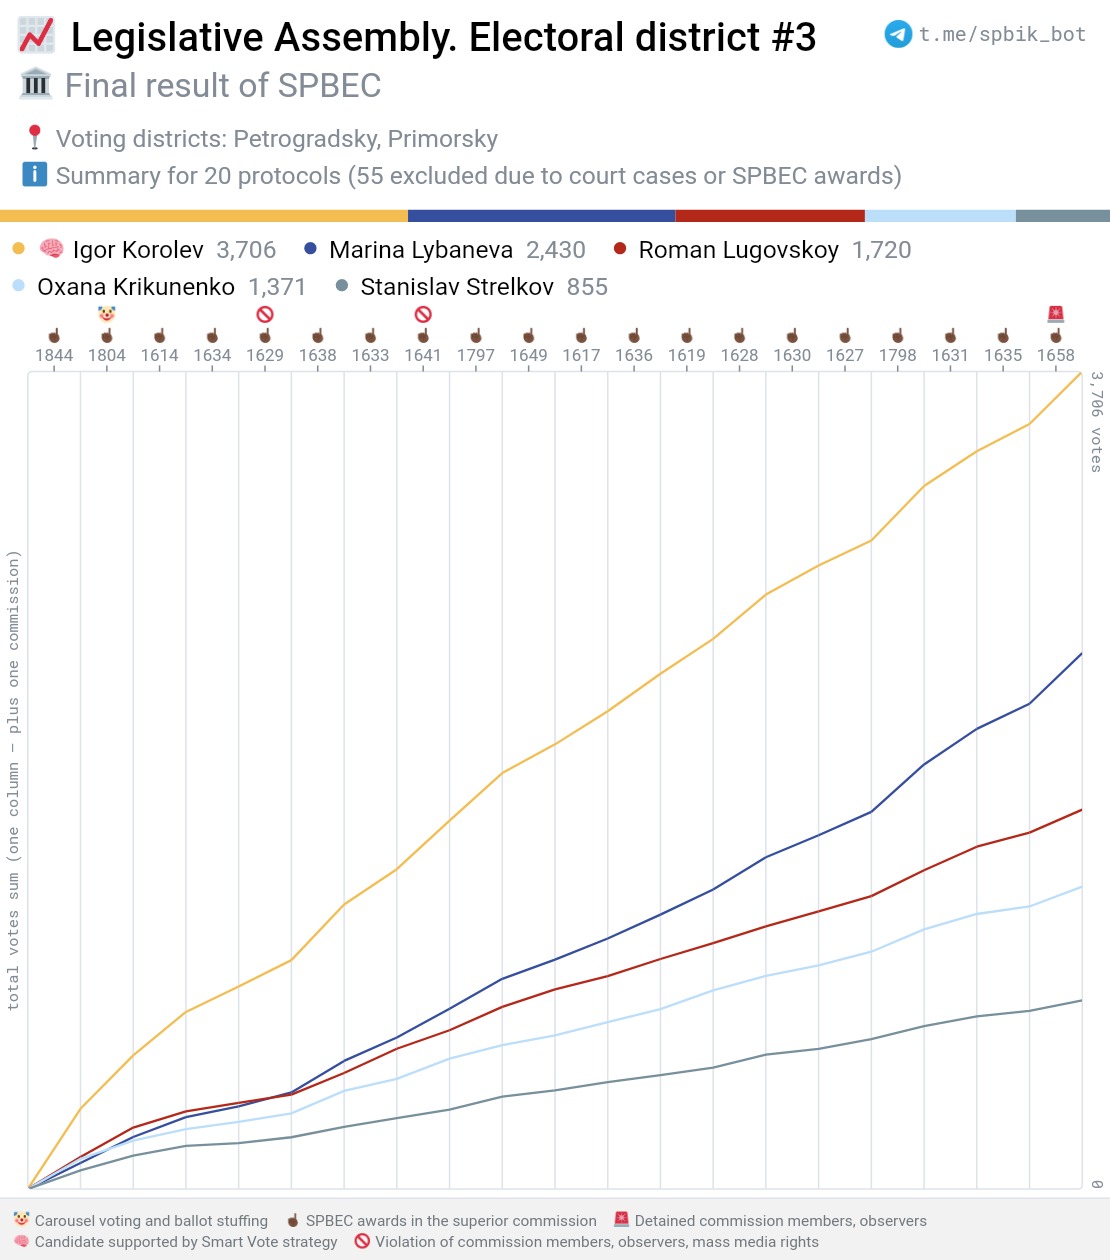 Legislative Assembly. Electoral district #3
t.me/spbik_bot
Final result of SPBEC
Voting districts: Petrogradsky, Primorsky
Summary for 20 protocols (55 excluded due to court cases or SPBEC awards)
Igor Korolev 3,706 Marina Lybaneva 2,430 Roman Lugovskoy 1,720
Oxana Krikunenko 1,371 Stanislav Strelkov 855
1844 1804 1614 1634 1629 1638 1633 1641 1797 1649 1617 1636 1619 1628 1630 1627 1798 1631 1635 1658
3,706 votes
total votes sum (one column – plus one commission)
0
Carousel voting and ballot stuffing SPBEC awards in the superior commission Detained commission members, observers
Candidate supported by Smart Vote strategy Violation of commission members, observers, mass media rights